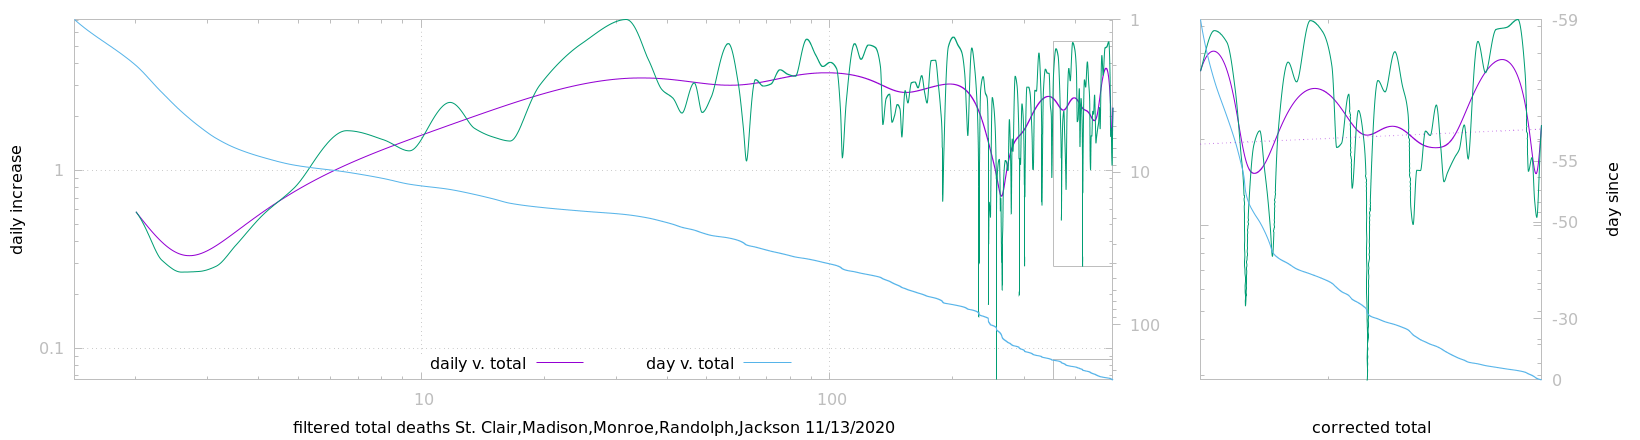 daily increase
1
0.1
10
100
1
10
100
daily v. total
day v. total
filtered total deaths St. Clair,Madison,Monroe,Randolph,Jackson 11/13/2020
-59
-55
-50
-30
0
day since
corrected total